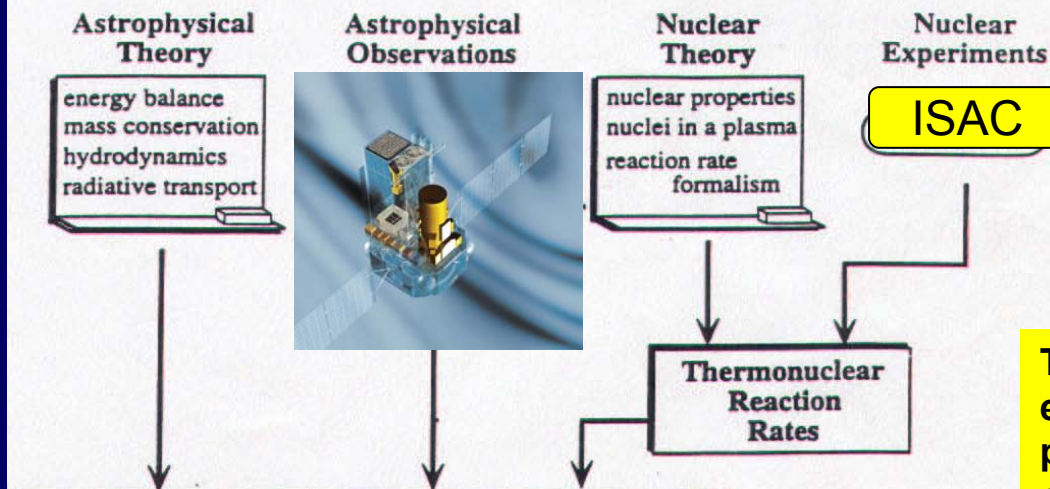 Astrophysical
Theory
energy balance
mass conservation
hydrodynamics
radiative transport
Astrophysical
Observations
Nuclear
Theory
nuclear properties
nuclei in a plasma
reaction rate
formalism
Nuclear
Experiments
ISAC
Thermonuclear
Reaction
Rates